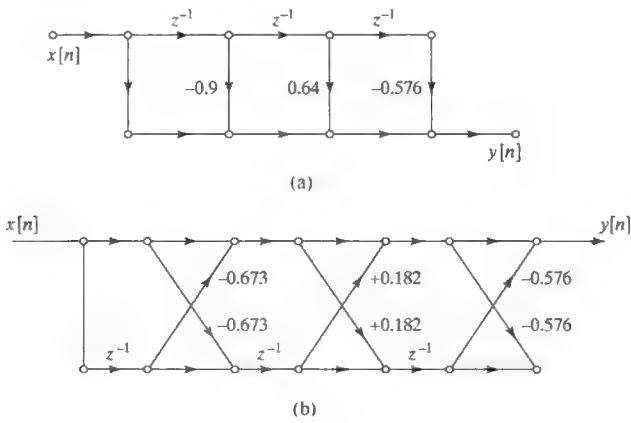 z⁻¹ z⁻¹ z⁻¹
x[n]
−0.9 0.64 −0.576
y[n]
(a)
x[n] y[n]
−0.673 +0.182 −0.576
−0.673 +0.182 −0.576
z⁻¹ z⁻¹ z⁻¹
(b)